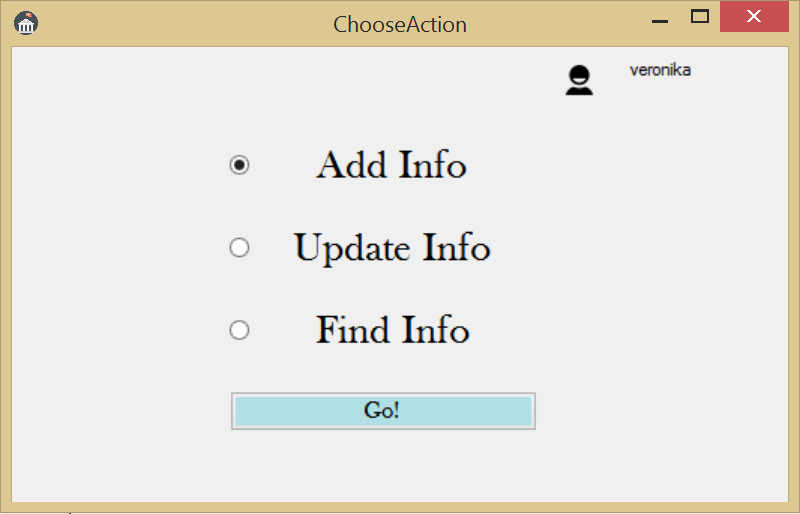 ChooseAction
veronika
Add Info
Update Info
Find Info
Go!